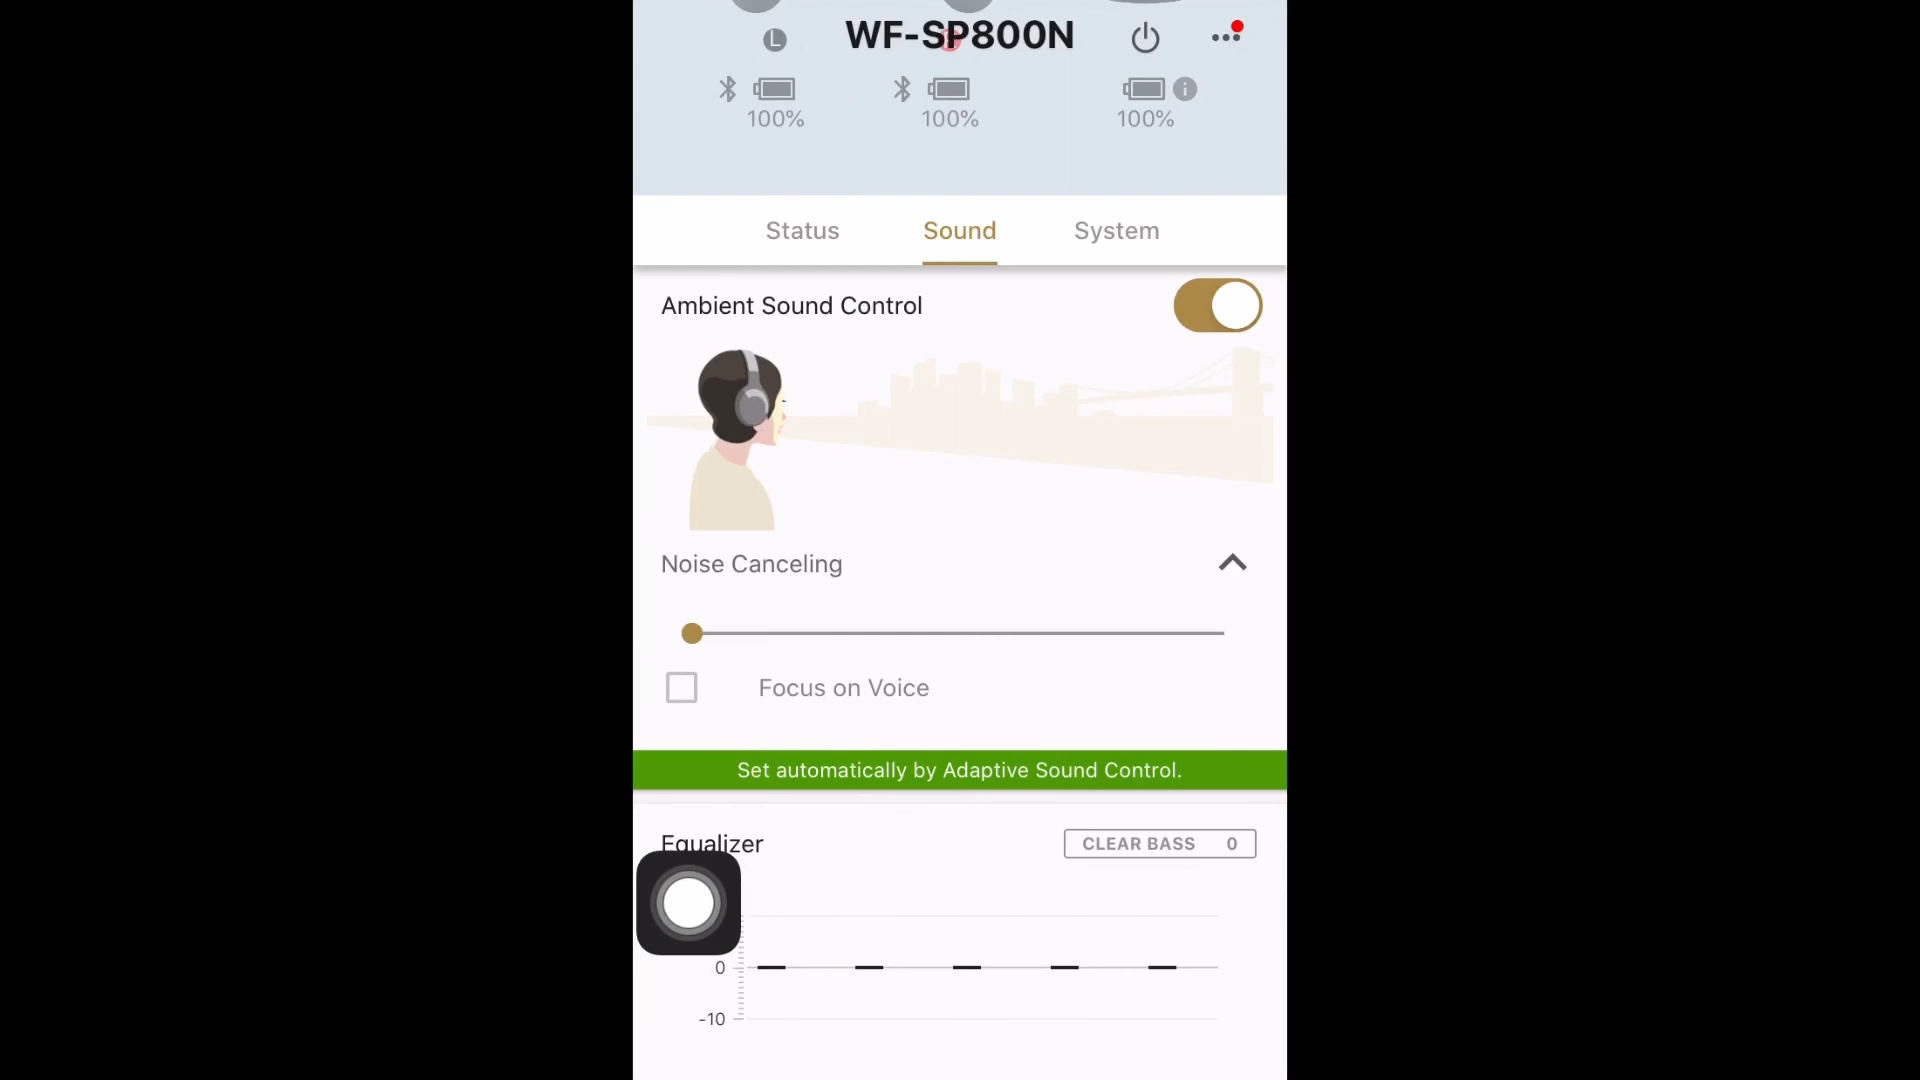 WF-SP800N
L
100% 100% 100%
Status Sound System
Ambient Sound Control
Noise Canceling
Focus on Voice
Set automatically by Adaptive Sound Control.
Equalizer CLEAR BASS 0
0
-10